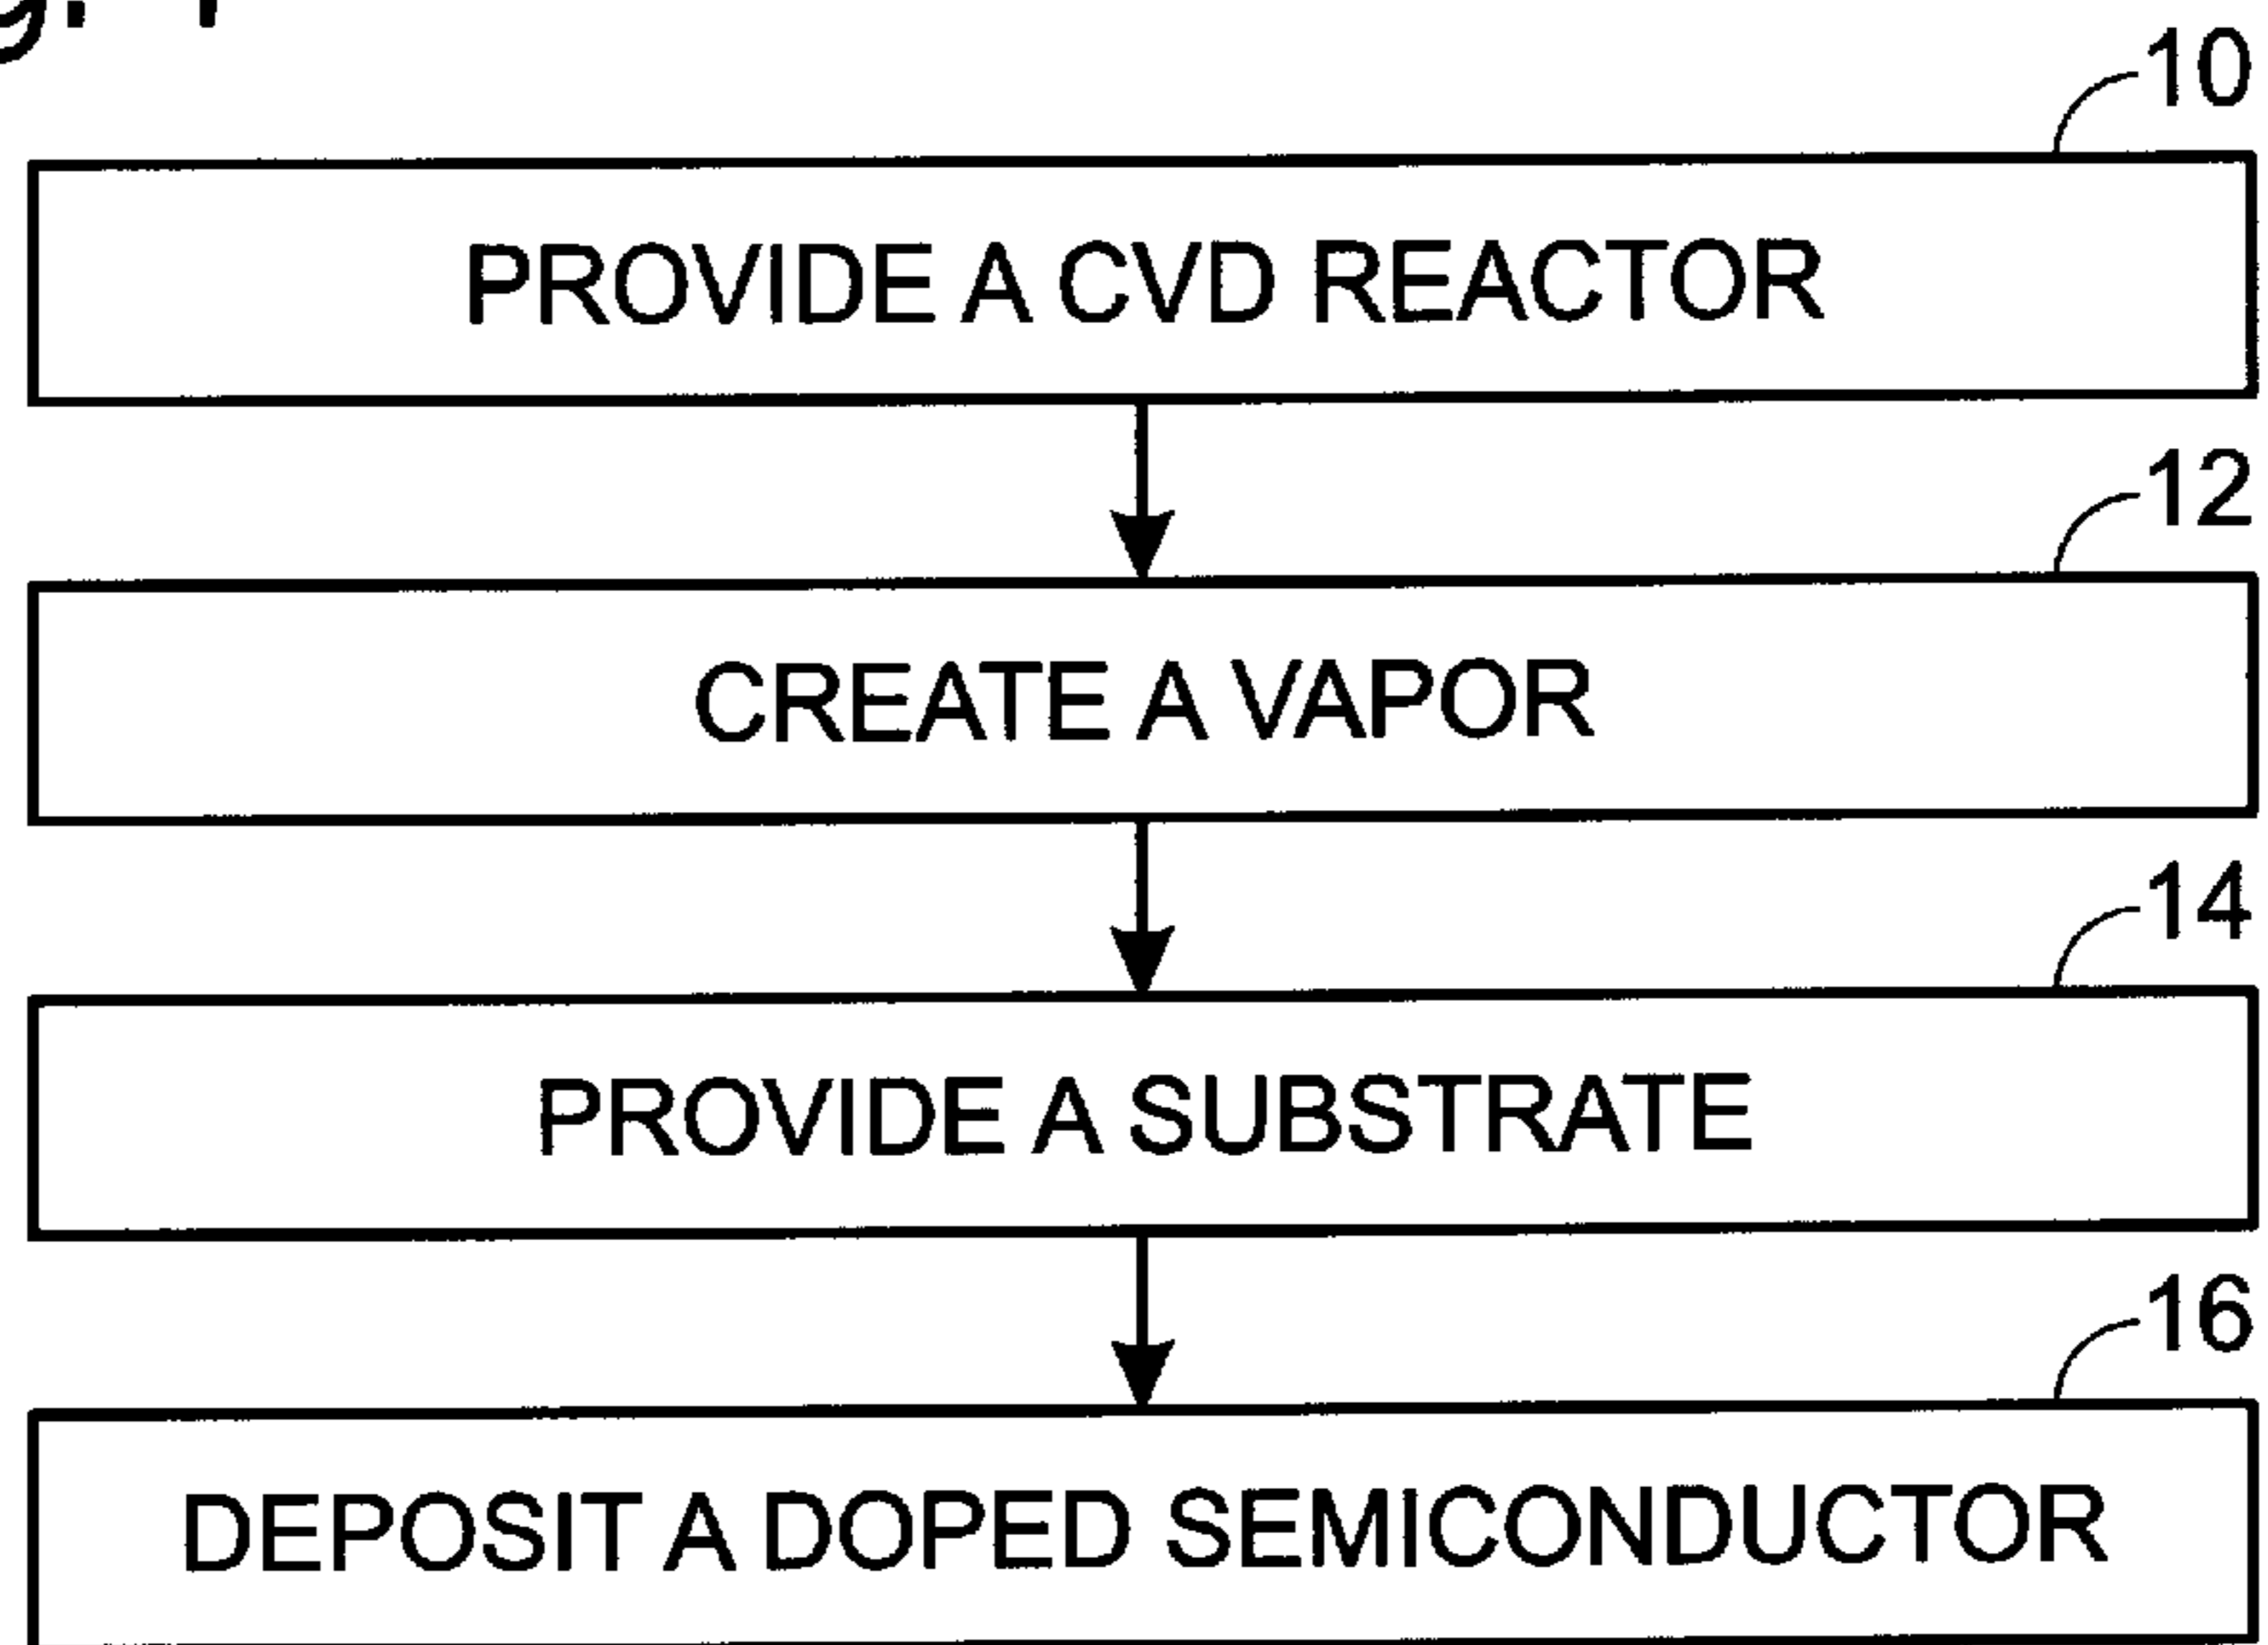 10
PROVIDE A CVD REACTOR
12
CREATE A VAPOR
14
PROVIDE A SUBSTRATE
16
DEPOSIT A DOPED SEMICONDUCTOR